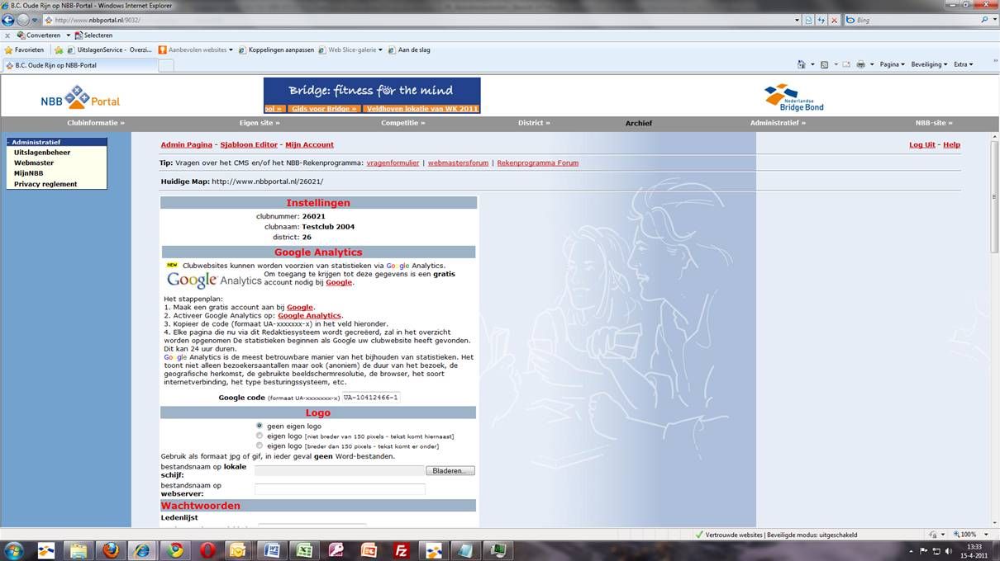 B.C. Oude Rijn op NBB-Portal - Windows Internet Explorer
http://www.nbbportal.nl/9032/
Bing
x Converteren Selecteren
Favorieten UitslagenService - Overzi... Aanbevolen websites Koppelingen aanpassen Web Slice-galerie Aan de slag
B.C. Oude Rijn op NBB-Portal
Pagina Beveiliging Extra
NBB Portal
Bridge: fitness for the mind
ooi » Gids voor Bridge » Veldhoven lokatie van WK 2011
Nederlandse
Bridge Bond
Clubinformatie » Eigen site » Competitie » District » Archief Administratief » NBB-site »
- Administratief
Uitslagenbeheer
Webmaster
MijnNBB
Privacy reglement
Admin Pagina - Sjabloon Editor - Mijn Account
Log Uit - Help
Tip: Vragen over het CMS en/of het NBB-Rekenprogramma: vragenformulier | webmastersforum | Rekenprogramma Forum
Huidige Map: http://www.nbbportal.nl/26021/
Instellingen
clubnummer: 26021
clubnaam: Testclub 2004
district: 26
Google Analytics
NEW Clubwebsites kunnen worden voorzien van statistieken via Google Analytics.
Google Analytics
Om toegang te krijgen tot deze gegevens is een gratis
account nodig bij Google.
Het stappenplan:
1. Maak een gratis account aan bij Google.
2. Activeer Google Analytics op: Google Analytics.
3. Kopieer de code (formaat UA-xxxxxxx-x) in het veld hieronder.
4. Elke pagina die nu via dit Redaktiesysteem wordt gecreëerd, zal in het overzicht
worden opgenomen De statistieken beginnen als Google uw clubwebsite heeft gevonden.
Dit kan 24 uur duren.
Google Analytics is de meest betrouwbare manier van het bijhouden van statistieken. Het
toont niet alleen bezoekersaantallen maar ook (anoniem) de duur van het bezoek, de
geografische herkomst, de gebruikte beeldschermresolutie, de browser, het soort
internetverbinding, het type besturingssysteem, etc.
Google code (formaat UA-xxxxxxx-x) UA-10412466-1
Logo
geen eigen logo
eigen logo [niet breder van 150 pixels - tekst komt hiernaast]
eigen logo [breder dan 150 pixels - tekst komt er onder]
Gebruik als formaat jpg of gif, in ieder geval geen Word-bestanden.
bestandsnaam op lokale
schijf:
Bladeren...
bestandsnaam op
webserver:
Wachtwoorden
Ledenlijst
Vertrouwde websites | Beveiligde modus: uitgeschakeld
100%
13:33
15-4-2011